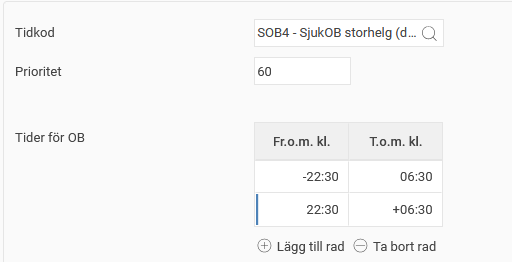 Tidkod SOB4 - SjukOB storhelg (d...
Prioritet 60
Tider för OB
Fr.o.m. kl. T.o.m. kl.
-22:30 06:30
22:30 +06:30
Lägg till rad Ta bort rad